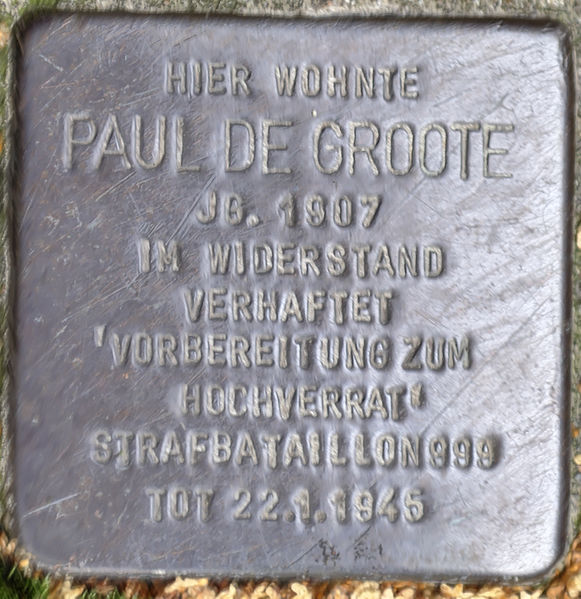 HIER WOHNTE
PAUL DE GROOTE
JG. 1907
IM WIDERSTAND
VERHAFTET
'VORBEREITUNG ZUM
HOCHVERRAT'
STRAFBATAILLON 999
TOT 22.1.1945